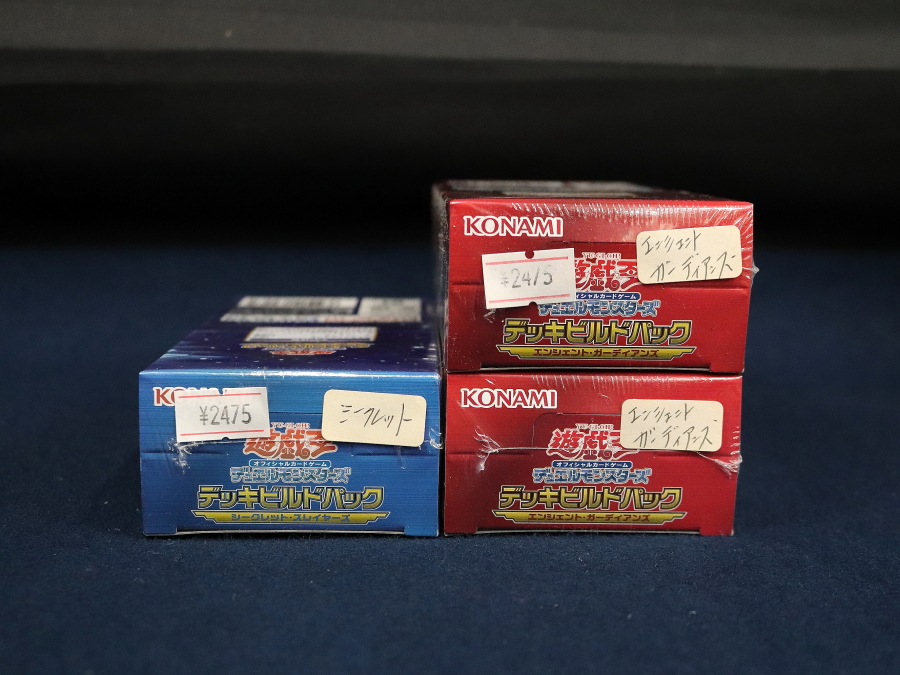 KONAMI
エンシェント
ガーディアンズ
YU-GI-OH!
¥2475
遊戯王
オフィシャルカードゲーム
デュエルモンスターズ
デッキビルドパック
エンシェント・ガーディアンズ
KONAMI
¥2475
シークレット
YU-GI-OH!
遊戯王
オフィシャルカードゲーム
デュエルモンスターズ
デッキビルドパック
シークレット・スレイヤーズ
KONAMI
エンシェント
ガーディアンズ
YU-GI-OH!
遊戯王
オフィシャルカードゲーム
デュエルモンスターズ
デッキビルドパック
エンシェント・ガーディアンズ